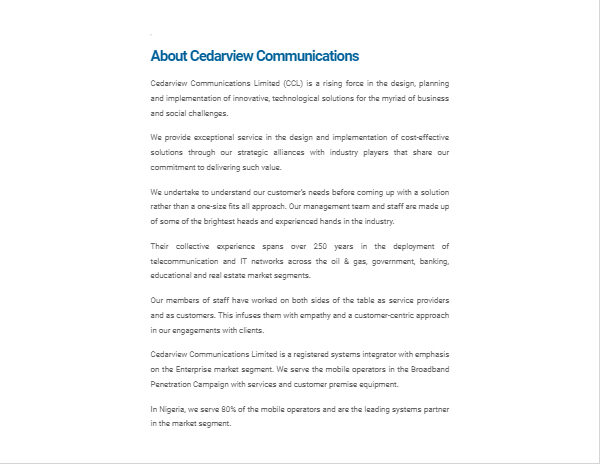 About Cedarview Communications
Cedarview Communications Limited (CCL) is a rising force in the design, planning
and implementation of innovative, technological solutions for the myriad of business
and social challenges.
We provide exceptional service in the design and implementation of cost-effective
solutions through our strategic alliances with industry players that share our
commitment to delivering such value.
We undertake to understand our customer's needs before coming up with a solution
rather than a one-size fits all approach. Our management team and staff are made up
of some of the brightest heads and experienced hands in the industry.
Their collective experience spans over 250 years in the deployment of
telecommunication and IT networks across the oil & gas, government, banking,
educational and real estate market segments.
Our members of staff have worked on both sides of the table as service providers
and as customers. This infuses them with empathy and a customer-centric approach
in our engagements with clients.
Cedarview Communications Limited is a registered systems integrator with emphasis
on the Enterprise market segment. We serve the mobile operators in the Broadband
Penetration Campaign with services and customer premise equipment.
In Nigeria, we serve 80% of the mobile operators and are the leading systems partner
in the market segment.